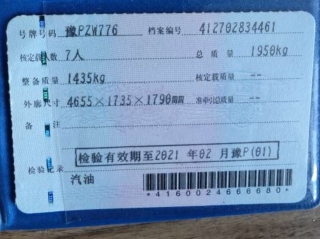 号牌号码 豫PZW776 档案编号 412702834461
核定载人数 7人 总质量 1950kg
整备质量 1435kg 核定载质量 --
外廓尺寸 4655×1735×1790mm 准牵引总质量 --
备注
检验有效期至2021年02月豫P(01)
检验记录
汽油
*4160024666680*